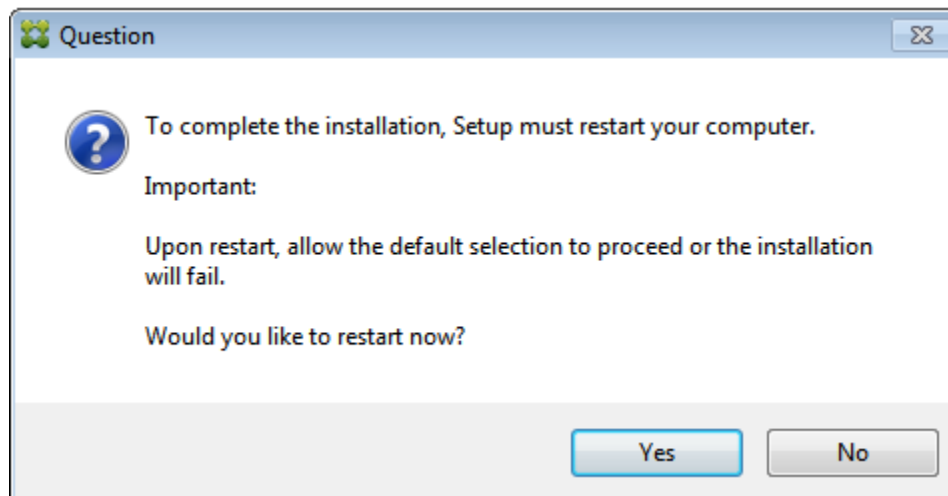 Question
To complete the installation, Setup must restart your computer.
Important:
Upon restart, allow the default selection to proceed or the installation
will fail.
Would you like to restart now?
Yes
No